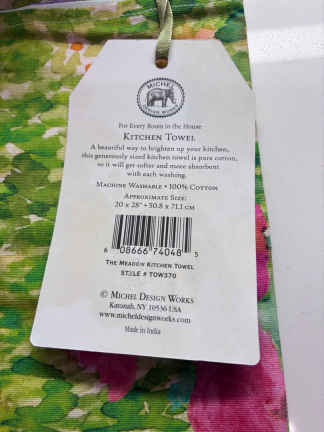 MICHEL
DESIGN WORKS
For Every Room in the House
KITCHEN TOWEL
A beautiful way to brighten up your kitchen,
this generously sized kitchen towel is pure cotton,
so it will get softer and more absorbent
with each washing.
MACHINE WASHABLE • 100% COTTON
APPROXIMATE SIZE:
20 x 28" • 50.8 x 71.1 CM
6 08666 74048 5
THE MEADOW KITCHEN TOWEL
STYLE # TOW370
© MICHEL DESIGN WORKS
Katonah, NY 10536 USA
www.micheldesignworks.com
Made in India